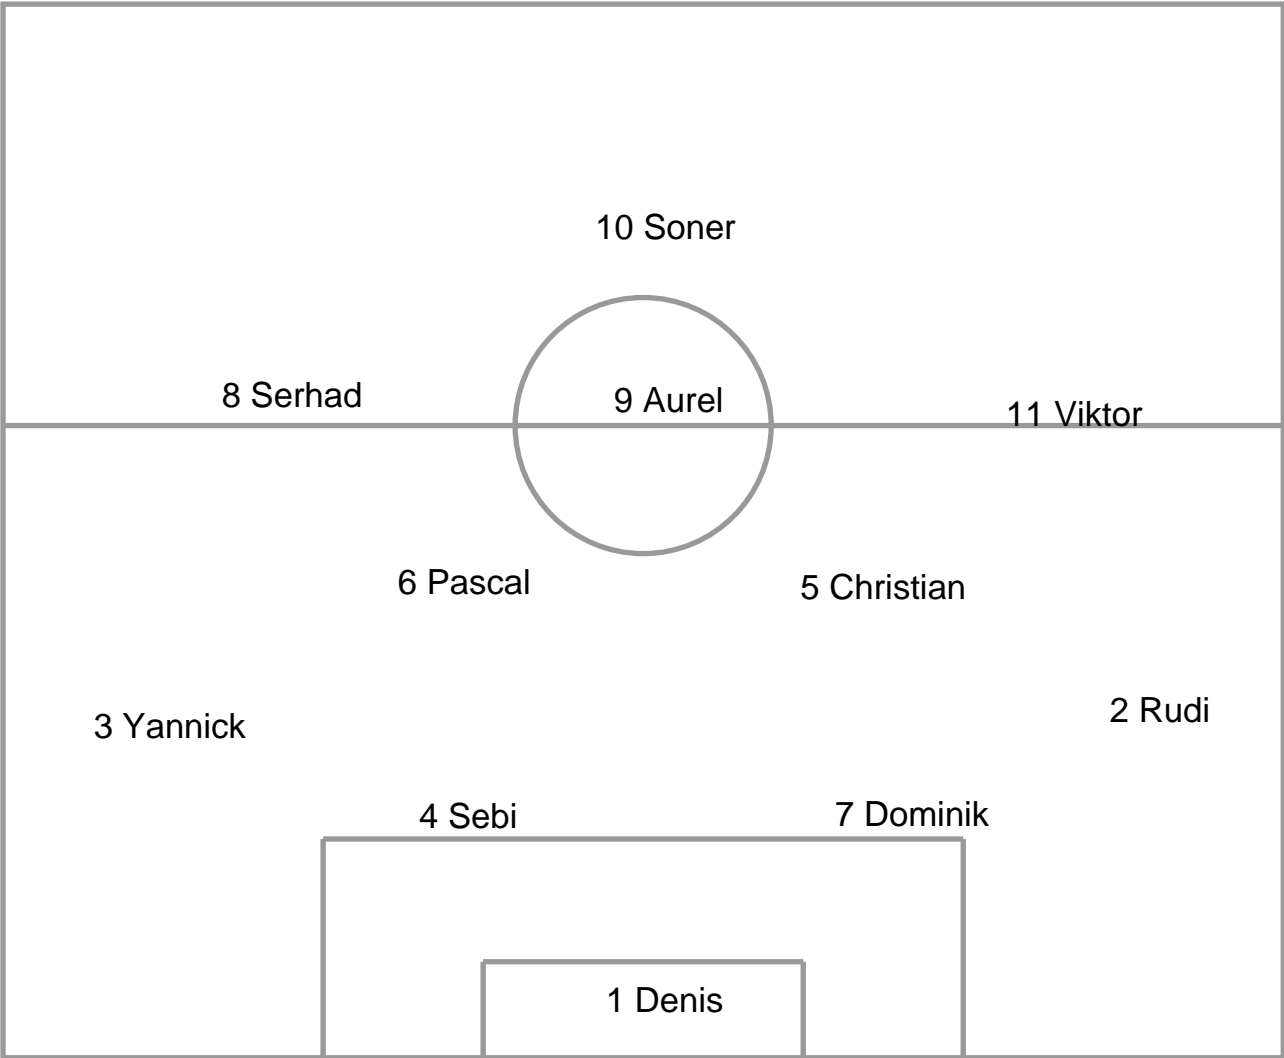 10 Soner
8 Serhad
9 Aurel
11 Viktor
6 Pascal
5 Christian
3 Yannick
2 Rudi
4 Sebi
7 Dominik
1 Denis